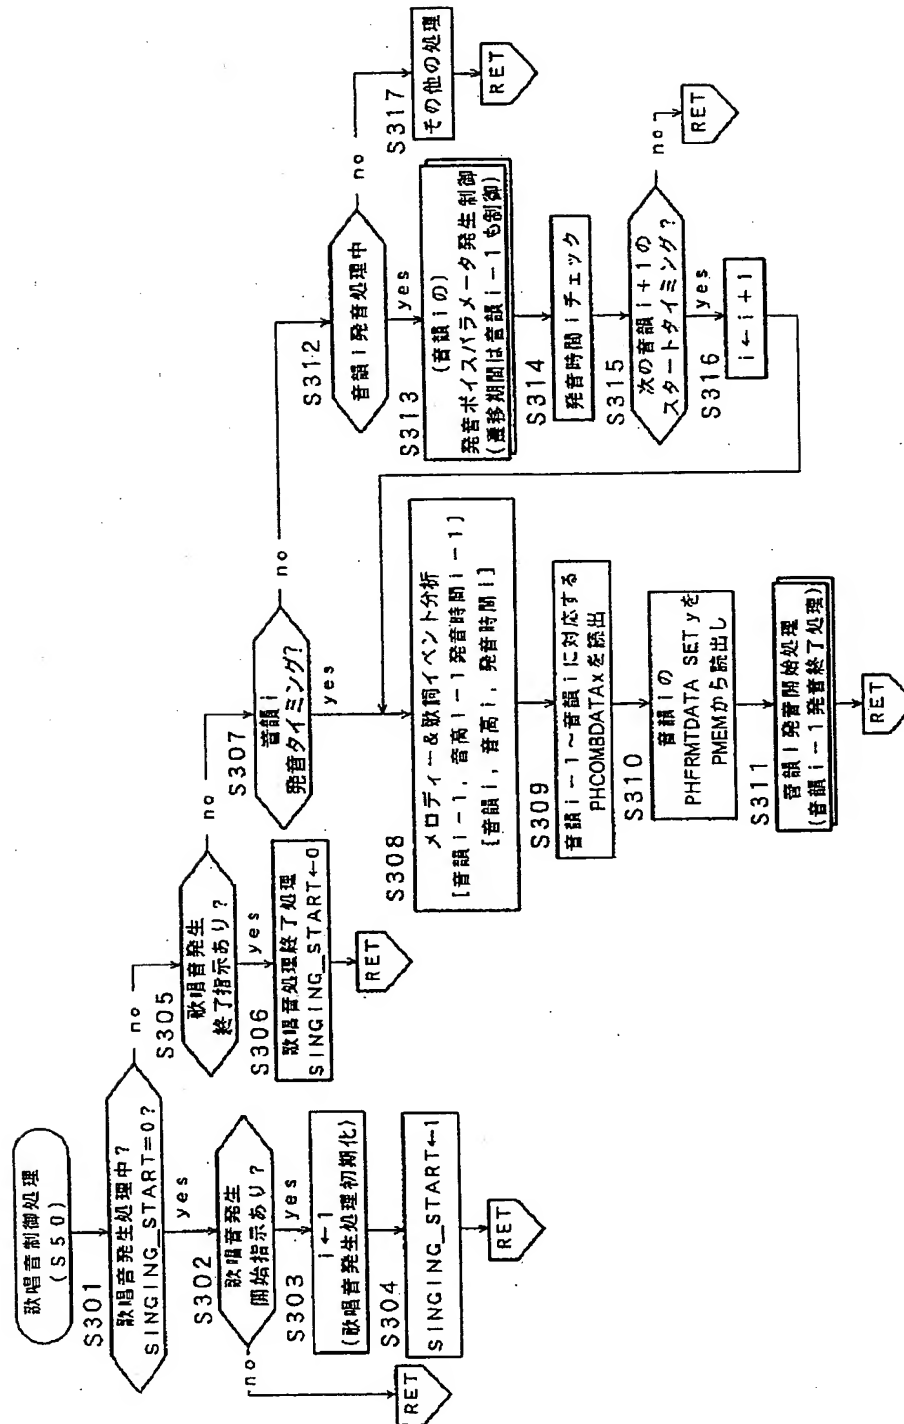 歌唱音制御処理
(S50)
S301
歌唱音発生処理中?
SINGING_START=0?
no
yes
S302
歌唱音発生
開始指示あり?
no
RET
yes
S303
i←1
(歌唱音発生処理初期化)
S304
SINGING_START←1
RET
S305
歌唱音発生
終了指示あり?
no
yes
S306
歌唱音処理終了処理
SINGING_START←0
RET
S307
音韻i
発音タイミング?
no
yes
S308
メロディー&歌詞イベント分析
[音韻i-1, 音高i-1発音時間i-1]
[音韻i, 音高i, 発音時間i]
S309
音韻i-1~音韻iに対応する
PHCOMBDATAxを読出
S310
音韻iの
PHFRMTDATA SETyを
PMEMから読出し
S311
音韻i発音開始処理
(音韻i-1発音終了処理)
RET
S312
音韻i発音処理中
no
yes
S313
(音韻iの)
発音ボイスパラメータ発生制御
(遷移期間は音韻i-1も制御)
S314
発音時間iチェック
S315
次の音韻i+1の
スタートタイミング?
no
RET
yes
S316
i←i+1
S317
その他の処理
RET